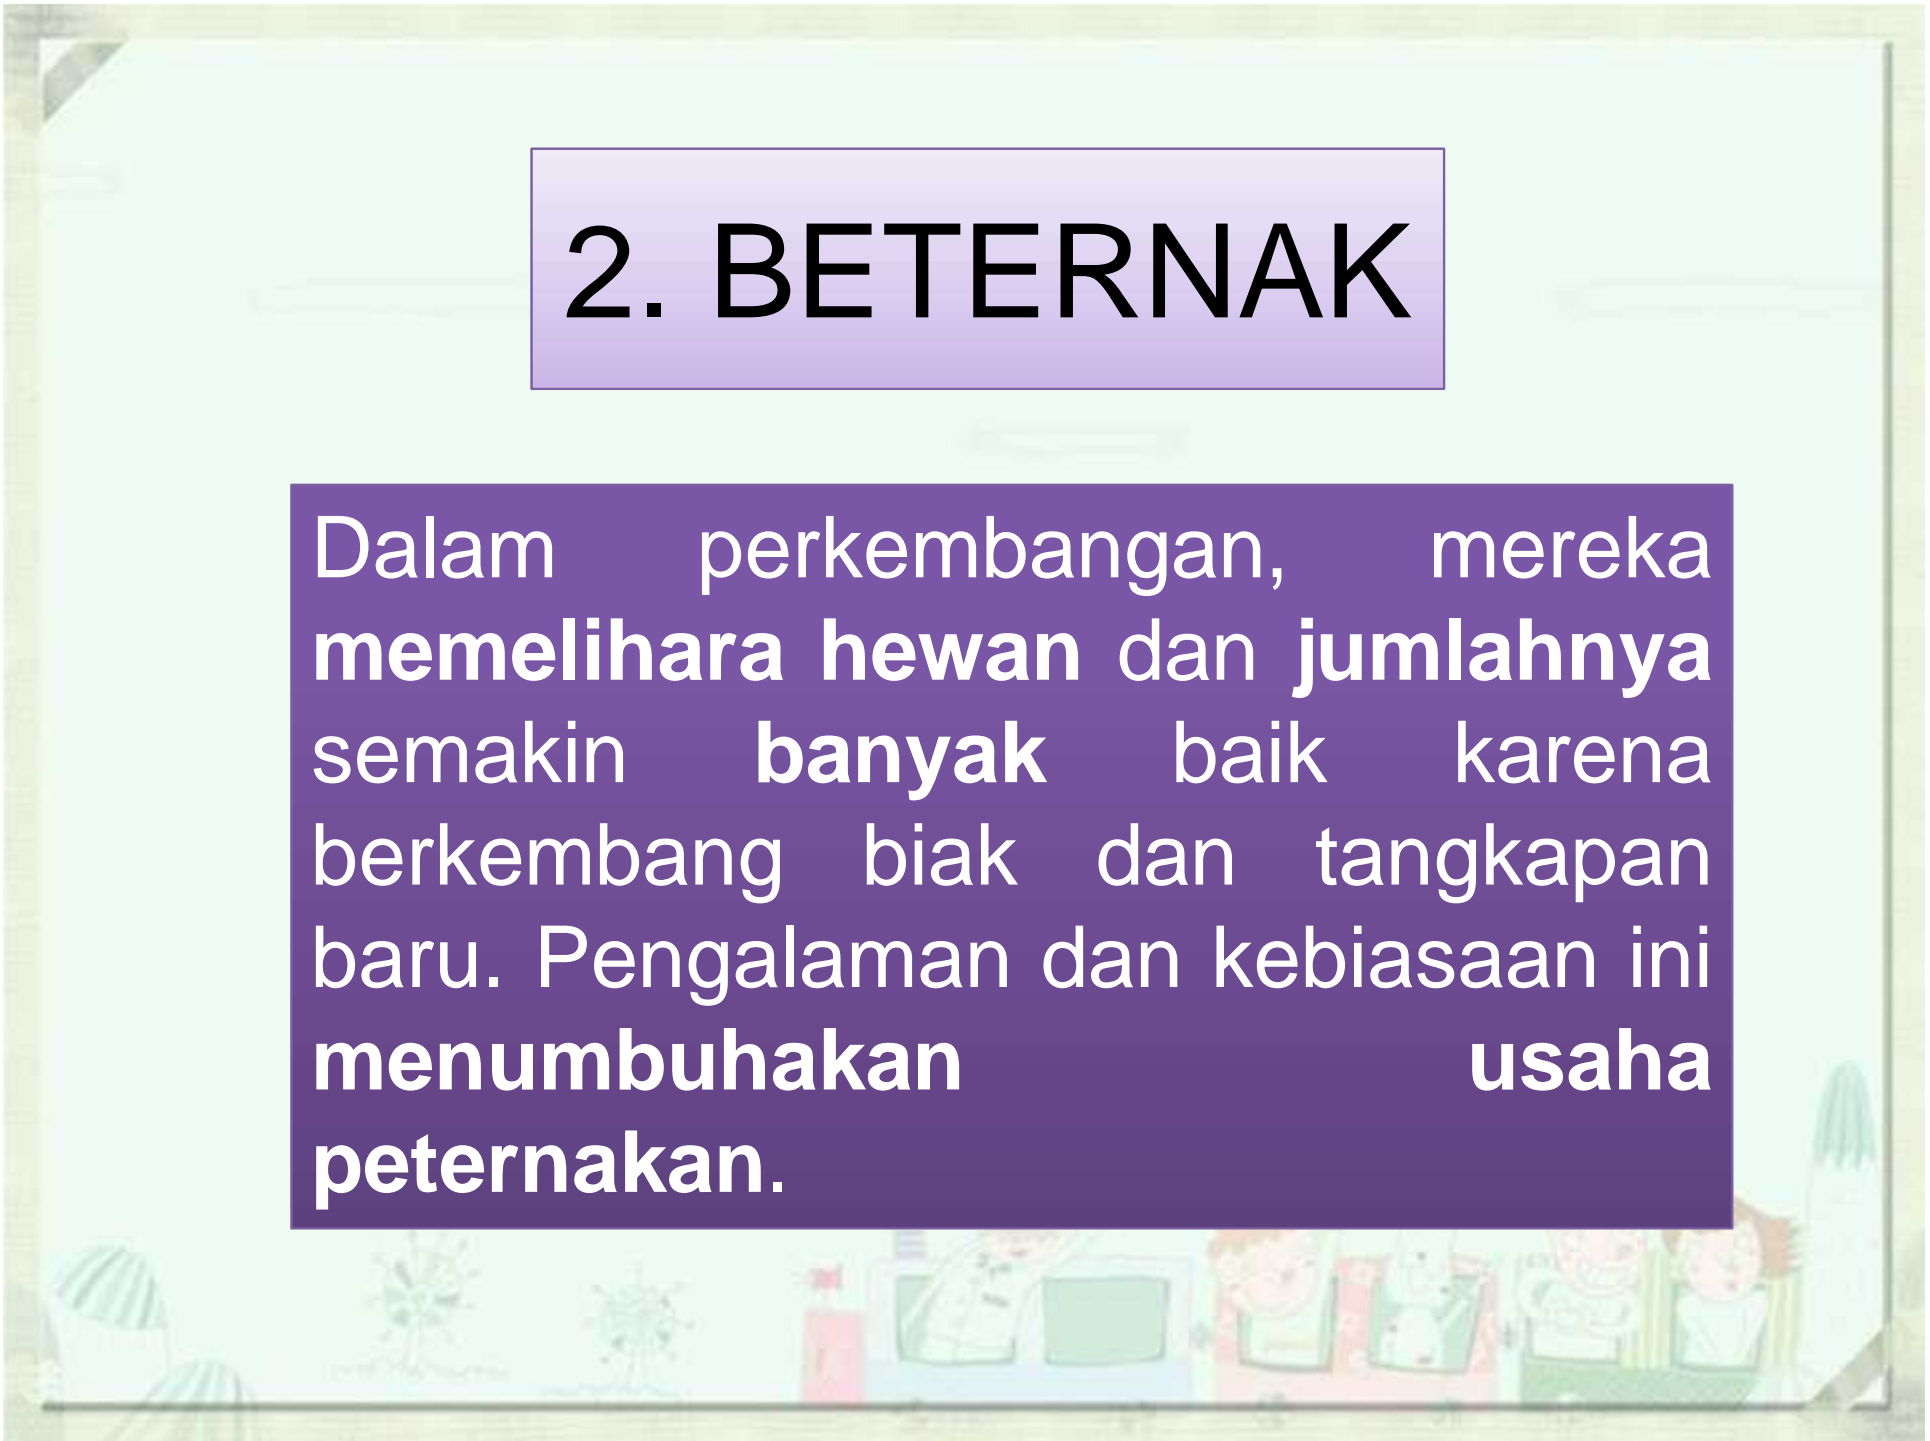 2. BETERNAK
Dalam perkembangan, mereka
memelihara hewan dan jumlahnya
semakin banyak baik karena
berkembang biak dan tangkapan
baru. Pengalaman dan kebiasaan ini
menumbuhakan usaha
peternakan.